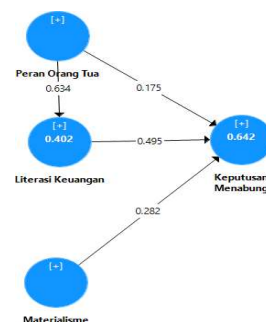 [+]
Peran Orang Tua
0.634
0.175
[+]
0.402
0.495
[+]
0.642
Literasi Keuangan
Keputusan
Menabung
0.282
[+]
Materialisme